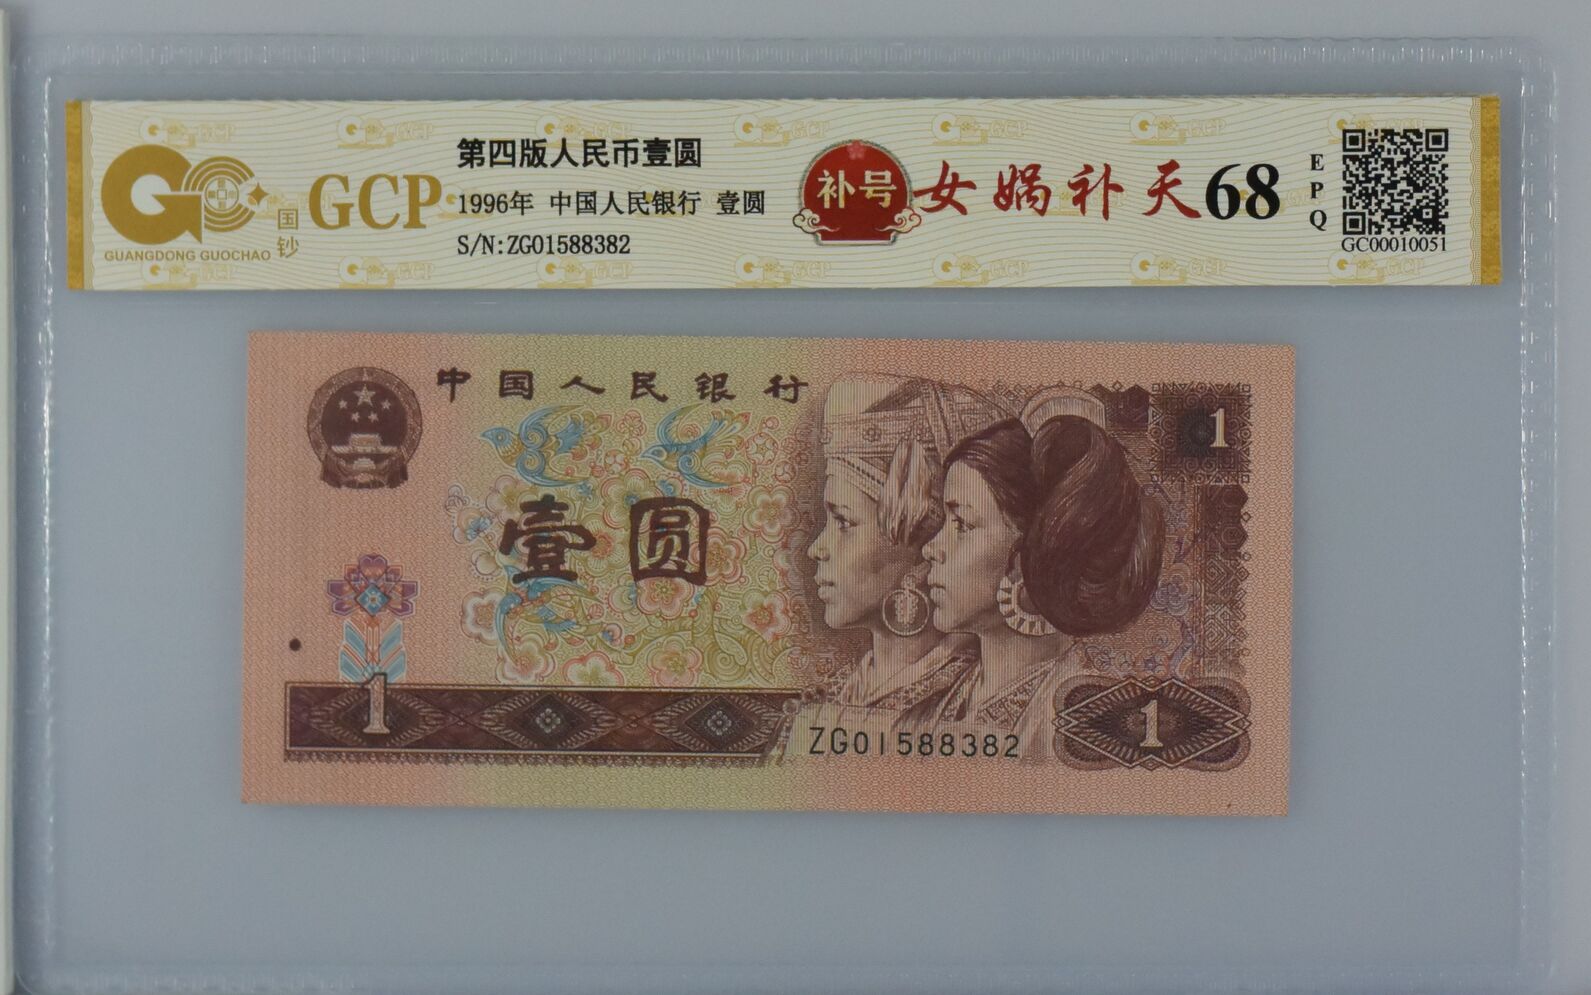 GUANGDONG GUOCHAO
国钞
GCP
第四版人民币壹圆
1996年 中国人民银行 壹圆
S/N:ZG01588382
补号
女娲补天
68
EPQ
GC00010051
中国人民银行
1
壹圆
1
ZG01588382
1